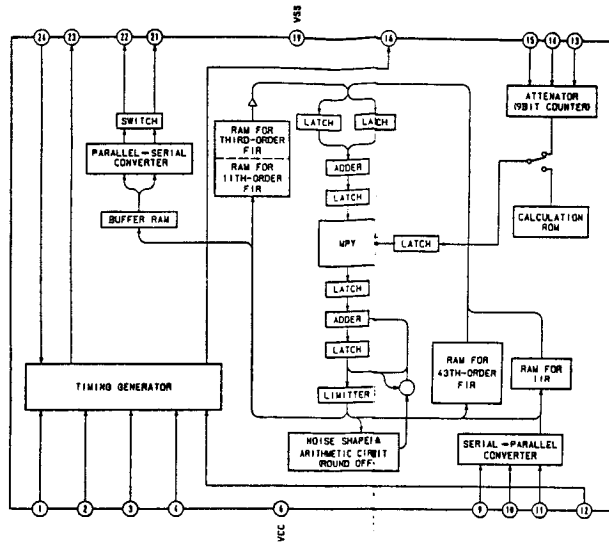 VSS
24 23 22 21 19 16 15 14 13
SWITCH
PARALLEL-SERIAL
CONVERTER
BUFFER RAM
RAM FOR
THIRD-ORDER
FIR
RAM FOR
11TH-ORDER
FIR
LATCH LATCH
ADDER
LATCH
MPY
LATCH
LATCH
ADDER
LATCH
LIMITTER
NOISE SHAPEI &
ARITHMETIC CIRBIT
(ROUND OFF)
ATTENATOR
(9BIT COUNTER)
CALCULATION
ROM
TIMING GENERATOR
RAM FOR
43TH-ORDER
FIR
RAM FOR
IIR
SERIAL-PARALLEL
CONVERTER
1 2 3 4 6 9 10 11 12
VCC